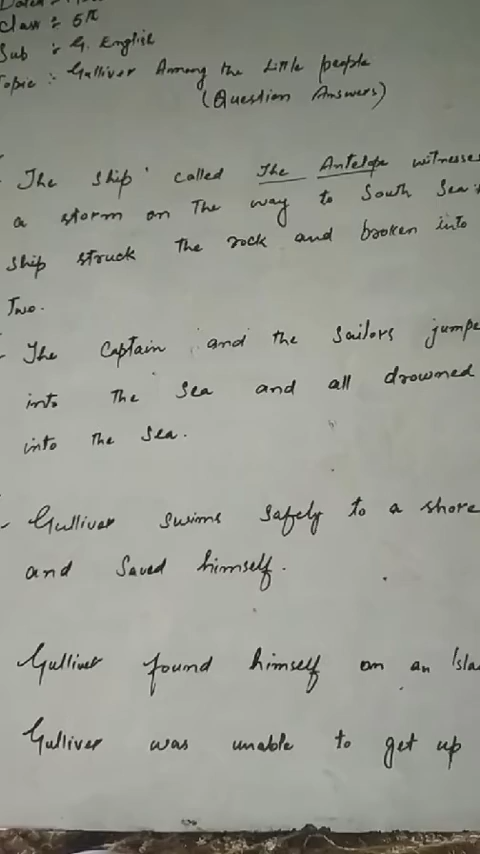 Class :- 5th
Sub :- G. English
Topic :- Gulliver Among the Little people
(Question Answers)
The ship called The Antelope witnesses
a storm on The way to South Sea.
Ship struck The rock and broken into
Two.
The Captain and the Sailors jumpe
into The Sea and all drowned
into the Sea.
Gulliver swims safely to a shore
and Saved himself.
Gulliver found himself on an Isla
Gulliver was unable to get up